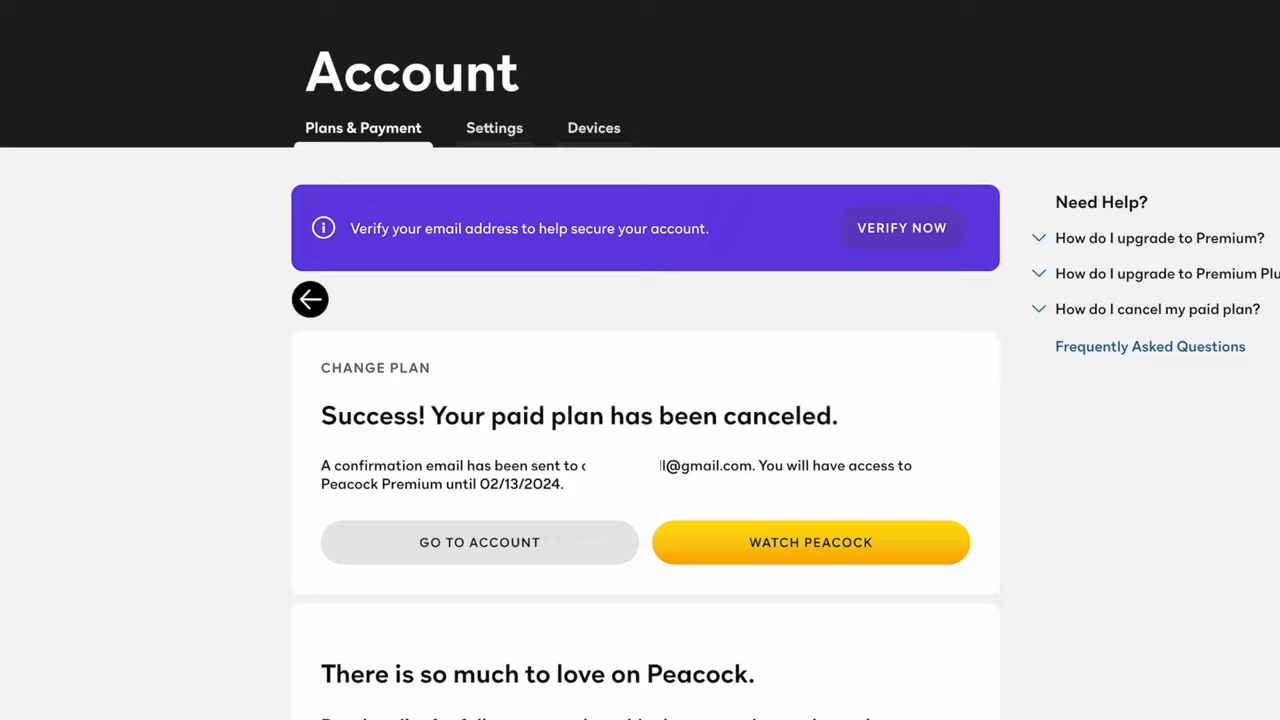 Account
Plans & Payment Settings Devices
Verify your email address to help secure your account. VERIFY NOW
Need Help?
How do I upgrade to Premium?
How do I upgrade to Premium Plu
How do I cancel my paid plan?
Frequently Asked Questions
CHANGE PLAN
Success! Your paid plan has been canceled.
A confirmation email has been sent to l@gmail.com. You will have access to
Peacock Premium until 02/13/2024.
GO TO ACCOUNT WATCH PEACOCK
There is so much to love on Peacock.